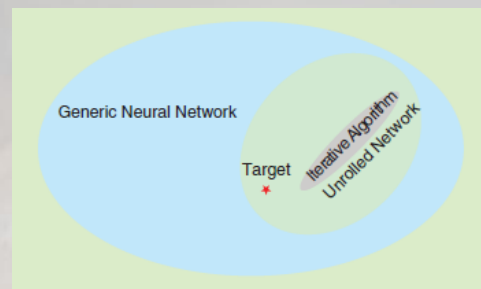 Generic Neural Network
Iterative Algorithm
Unrolled Network
Target